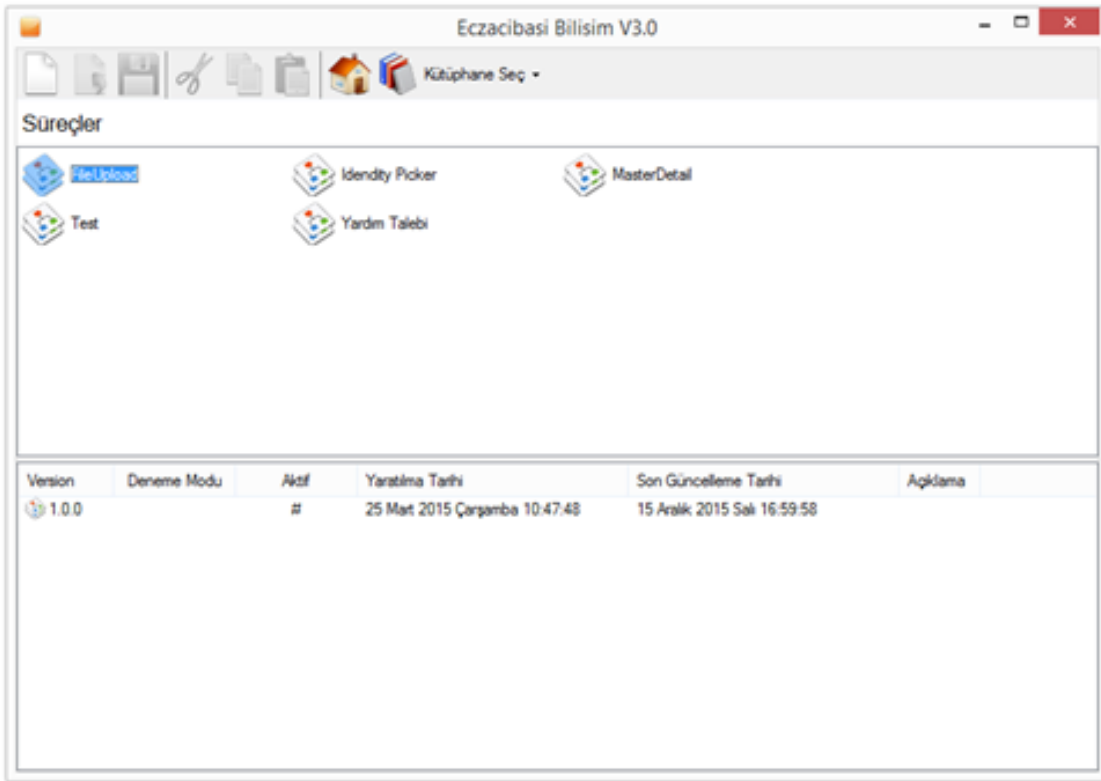 Eczacibasi Bilisim V3.0
Kütüphane Seç
Süreçler
FileUpload Idendity Picker MasterDetail
Test Yardım Talebi
Version Deneme Modu Aktif Yaratılma Tarihi Son Güncelleme Tarihi Açıklama
1.0.0 # 25 Mart 2015 Çarşamba 10:47:48 15 Aralık 2015 Salı 16:59:58